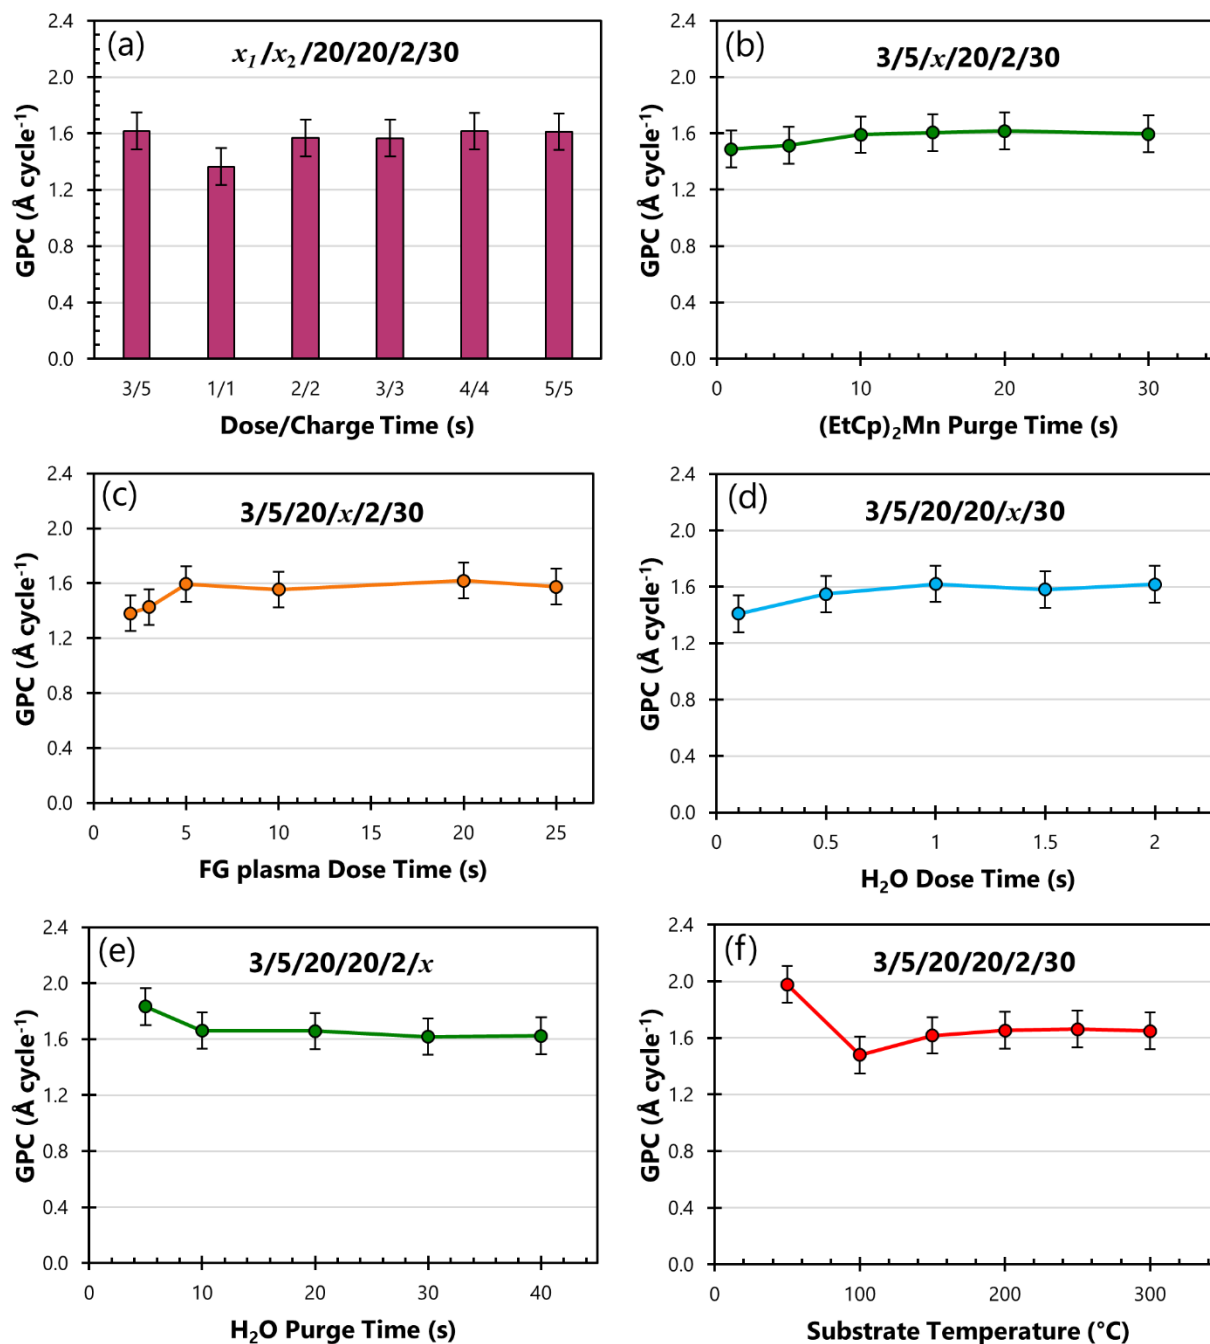 (a)
x₁/x₂/20/20/2/30
GPC (Å cycle⁻¹)
2.4
2.0
1.6
1.2
0.8
0.4
0.0
3/5 1/1 2/2 3/3 4/4 5/5
Dose/Charge Time (s)
(b)
3/5/x/20/2/30
GPC (Å cycle⁻¹)
2.4
2.0
1.6
1.2
0.8
0.4
0.0
0 10 20 30
(EtCp)₂Mn Purge Time (s)
(c)
3/5/20/x/2/30
GPC (Å cycle⁻¹)
2.4
2.0
1.6
1.2
0.8
0.4
0.0
0 5 10 15 20 25
FG plasma Dose Time (s)
(d)
3/5/20/20/x/30
GPC (Å cycle⁻¹)
2.4
2.0
1.6
1.2
0.8
0.4
0.0
0 0.5 1 1.5 2
H₂O Dose Time (s)
(e)
3/5/20/20/2/x
GPC (Å cycle⁻¹)
2.4
2.0
1.6
1.2
0.8
0.4
0.0
0 10 20 30 40
H₂O Purge Time (s)
(f)
3/5/20/20/2/30
GPC (Å cycle⁻¹)
2.4
2.0
1.6
1.2
0.8
0.4
0.0
0 100 200 300
Substrate Temperature (°C)